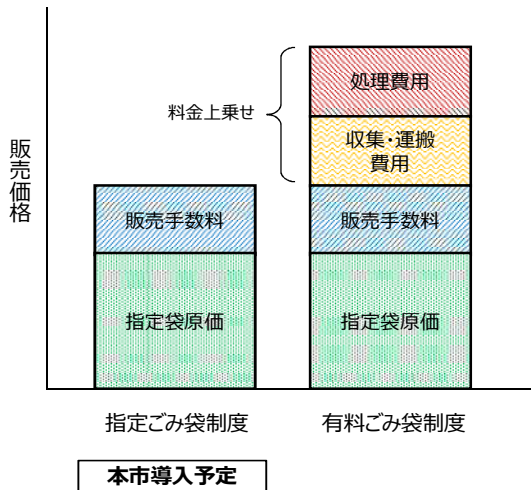 販売価格
料金上乗せ
処理費用
収集・運搬
費用
販売手数料
販売手数料
指定袋原価
指定袋原価
指定ごみ袋制度
有料ごみ袋制度
本市導入予定